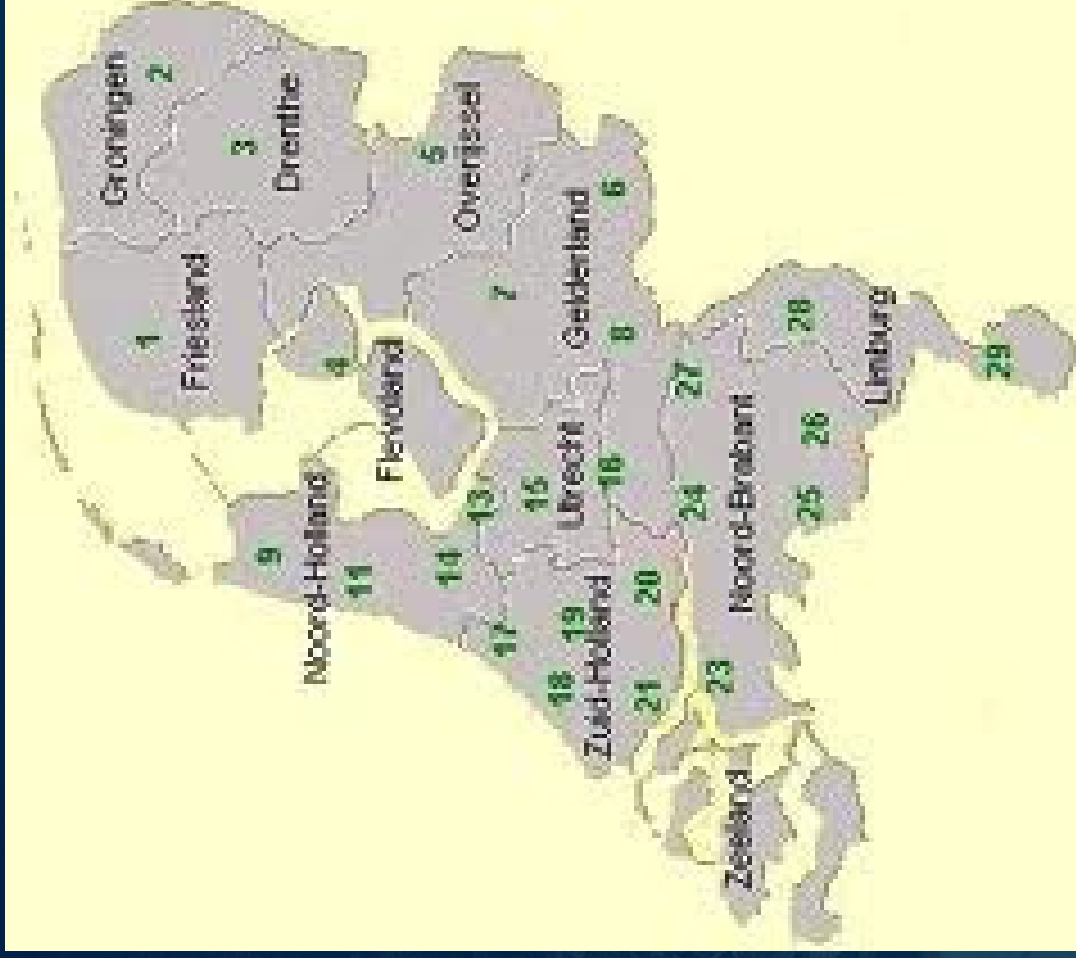 Groningen
2
3
Drenthe
1
Friesland
4
Flevoland
5
Overijssel
6
7
Gelderland
8
9
Noord-Holland
11
14
13
15
Utrecht
16
17
18
19
Zuid-Holland
20
21
23
24
27
Noord-Brabant
25
26
28
Limburg
29
Zeeland